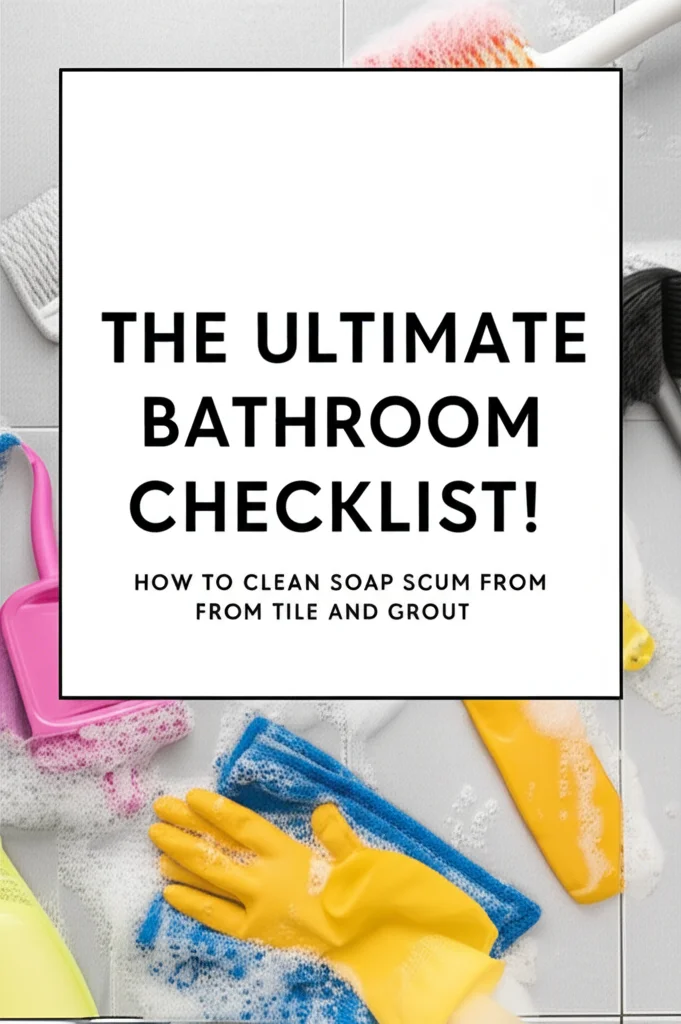 THE ULTIMATE
BATHROOM
CHECKLIST!
HOW TO CLEAN SOAP SCUM FROM
FROM TILE AND GROUT